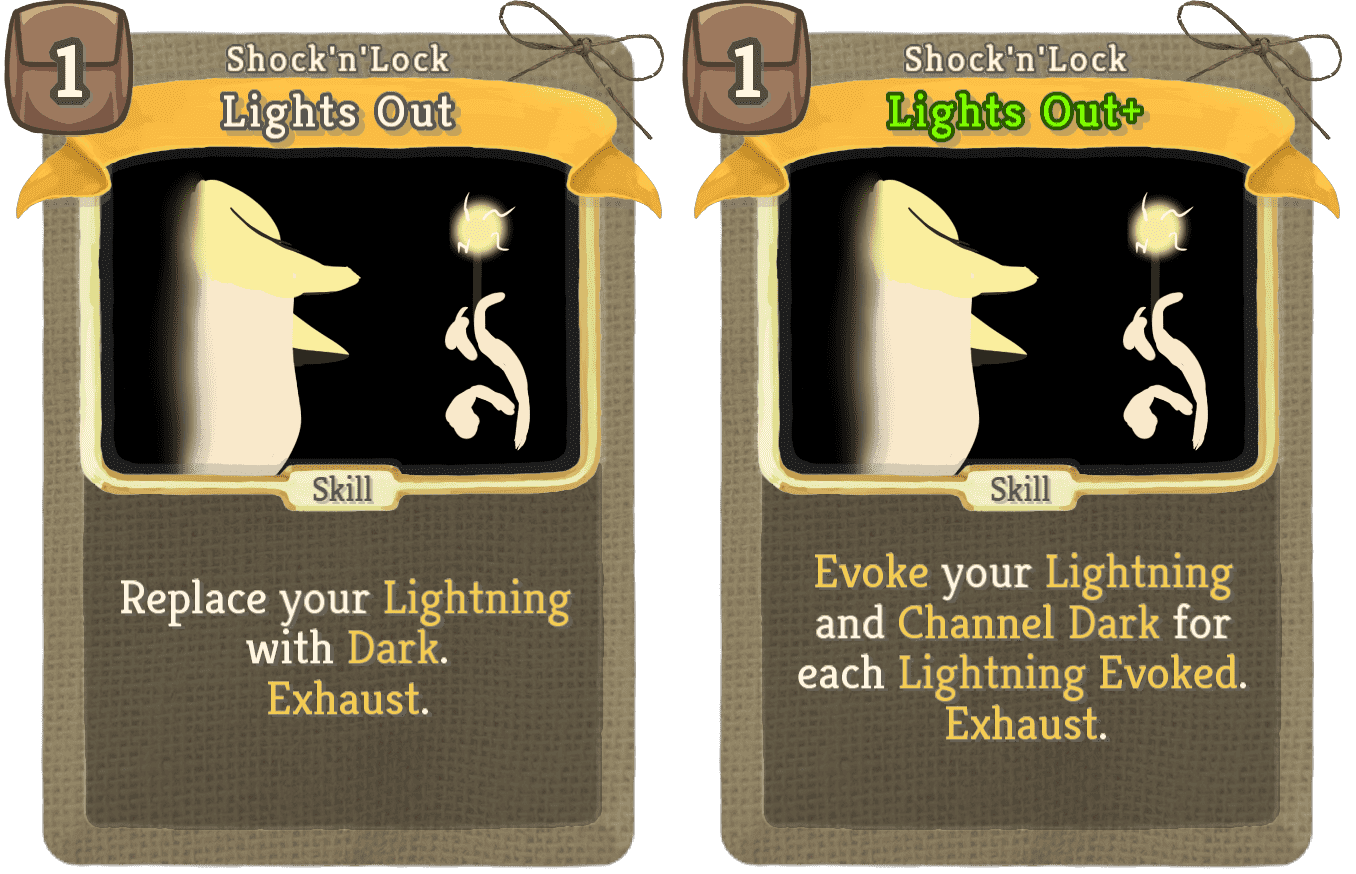 1
Shock'n'Lock
Lights Out
Skill
Replace your Lightning
with Dark.
Exhaust.
1
Shock'n'Lock
Lights Out+
Skill
Evoke your Lightning
and Channel Dark for
each Lightning Evoked.
Exhaust.